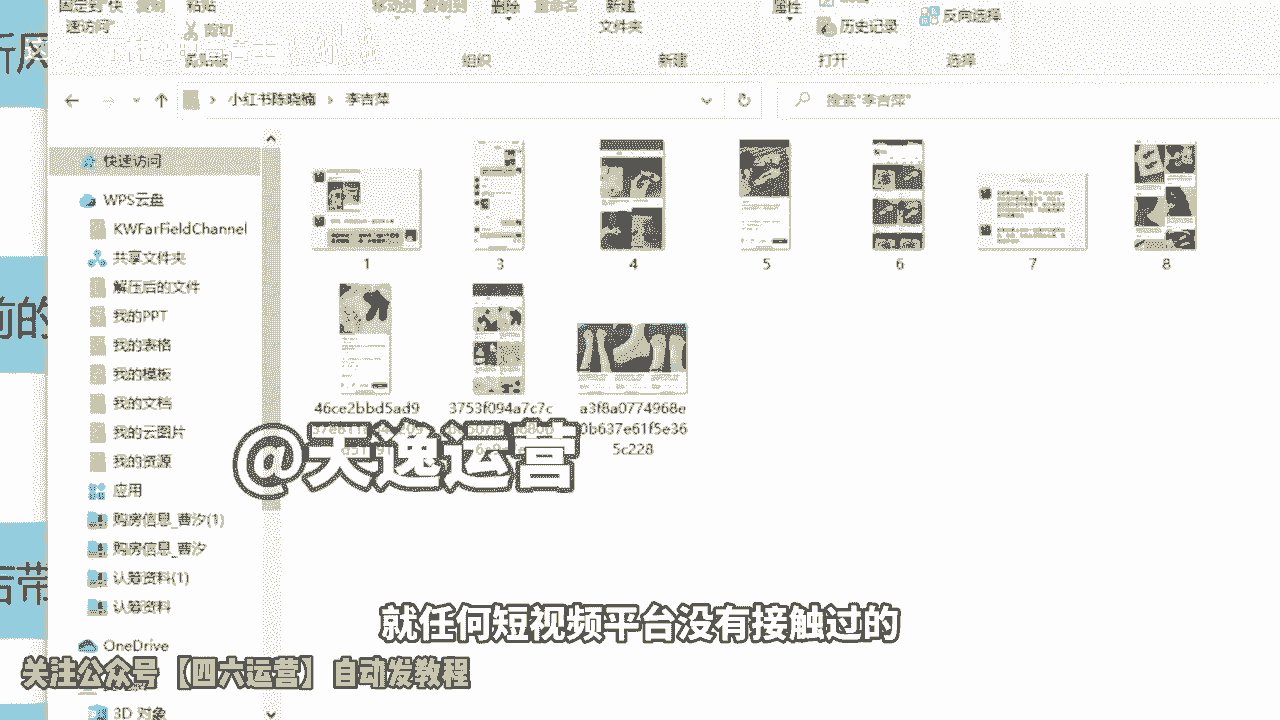 固定到"快
速访问"
复制
粘贴
剪切
移动到
复制到
删除
重命名
新建
文件夹
属性
历史记录
反向选择
组织
新建
打开
选择
小红书陈晓楠 › 李吉萍
搜索"李吉萍"
快速访问
WPS云盘
KWFarFieldChannel
共享文件夹
解压后的文件
我的PPT
我的表格
我的模板
我的文档
我的云图片
我的资源
应用
购房信息_曹汐(1)
购房信息_曹汐
认筹资料(1)
认筹资料
OneDrive
3D 对象
1
3
4
5
6
7
8
46ce2bbd5ad9
3753f094a7c7c
a3f8a0774968e
0b637e61f5e36
5c228
前的
@天逸运营
就任何短视频平台没有接触过的
关注公众号【四六运营】自动发教程